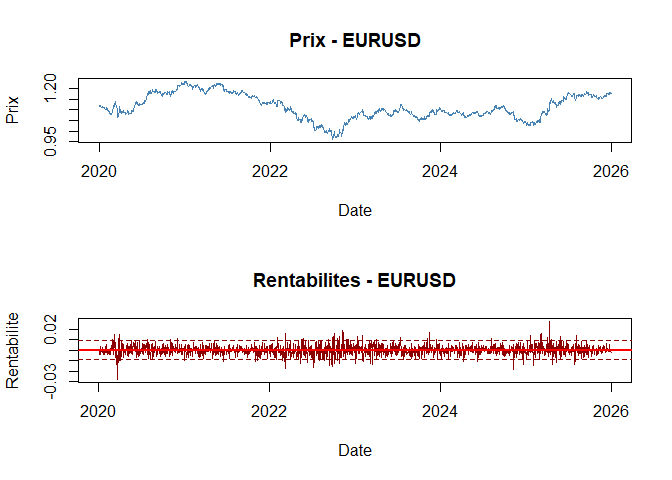 Prix - EURUSD
Prix
1.20
0.95
2020 2022 2024 2026
Date
Rentabilites - EURUSD
Rentabilite
0.02
-0.03
2020 2022 2024 2026
Date